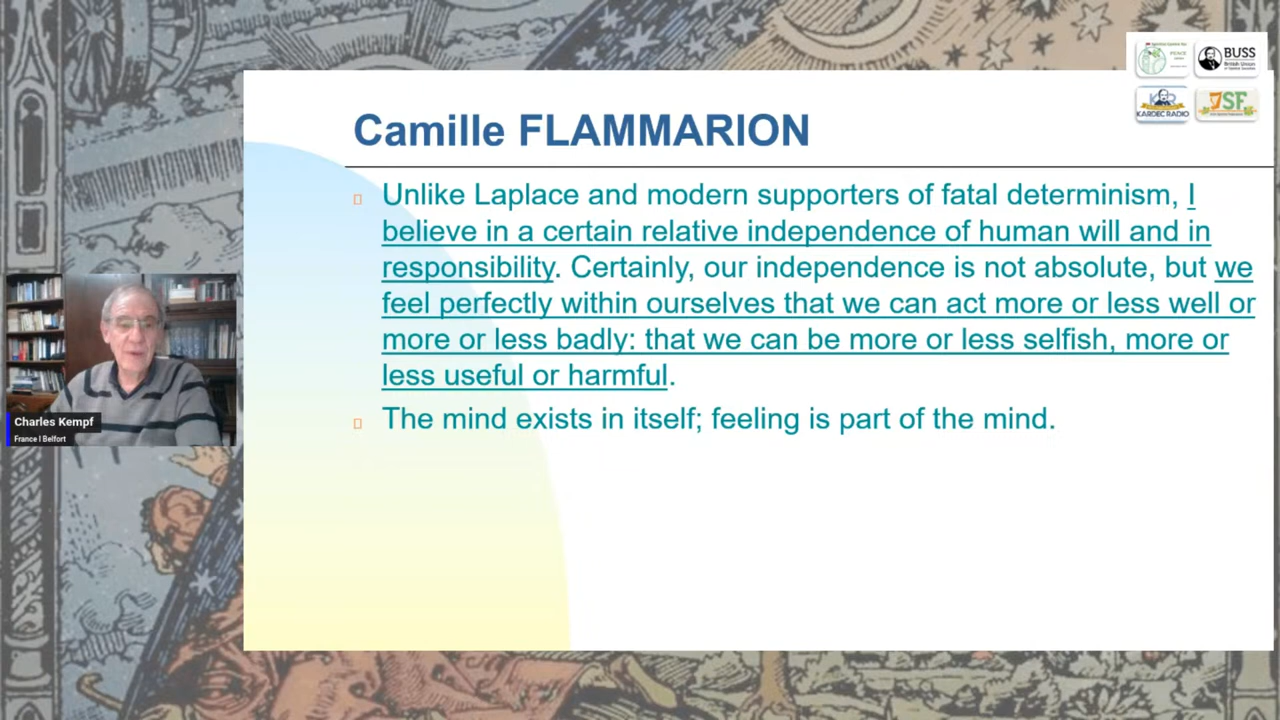 Camille FLAMMARION
Unlike Laplace and modern supporters of fatal determinism, I
believe in a certain relative independence of human will and in
responsibility. Certainly, our independence is not absolute, but we
feel perfectly within ourselves that we can act more or less well or
more or less badly: that we can be more or less selfish, more or
less useful or harmful.
The mind exists in itself; feeling is part of the mind.
Charles Kempf
France I Belfort
BUSS
KARDEC RADIO
SF